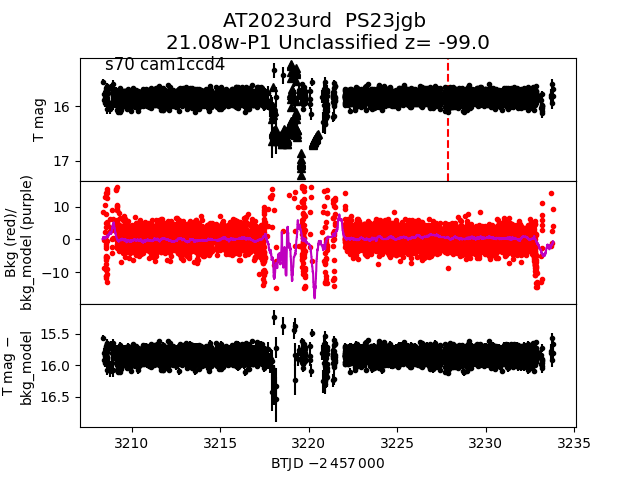 AT2023urd  PS23jgb
21.08w-P1 Unclassified z= -99.0
s70 cam1ccd4
T mag
16
17
Bkg (red)/
bkg_model (purple)
10
0
−10
T mag −
bkg_model
15.5
16.0
16.5
3210 3215 3220 3225 3230 3235
BTJD −2 457 000